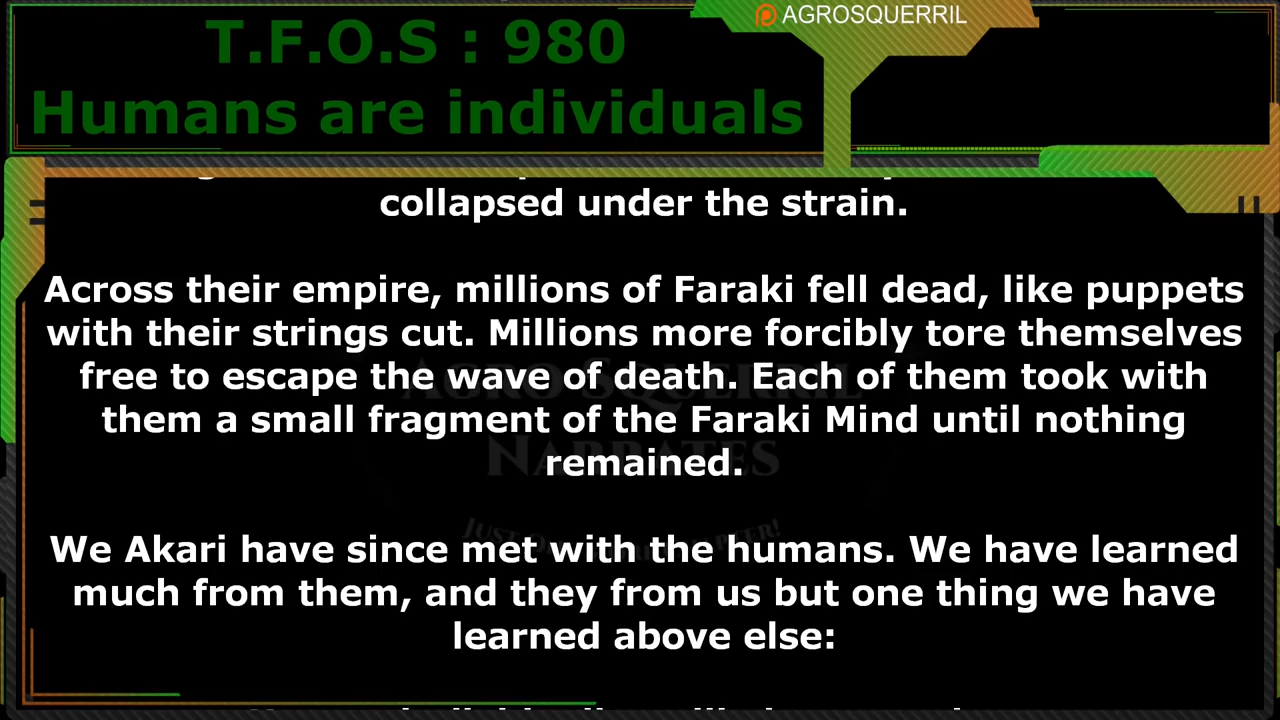 AGROSQUERRIL
T.F.O.S : 980
Humans are individuals
collapsed under the strain.
Across their empire, millions of Faraki fell dead, like puppets
with their strings cut. Millions more forcibly tore themselves
free to escape the wave of death. Each of them took with
them a small fragment of the Faraki Mind until nothing
remained.
We Akari have since met with the humans. We have learned
much from them, and they from us but one thing we have
learned above else: